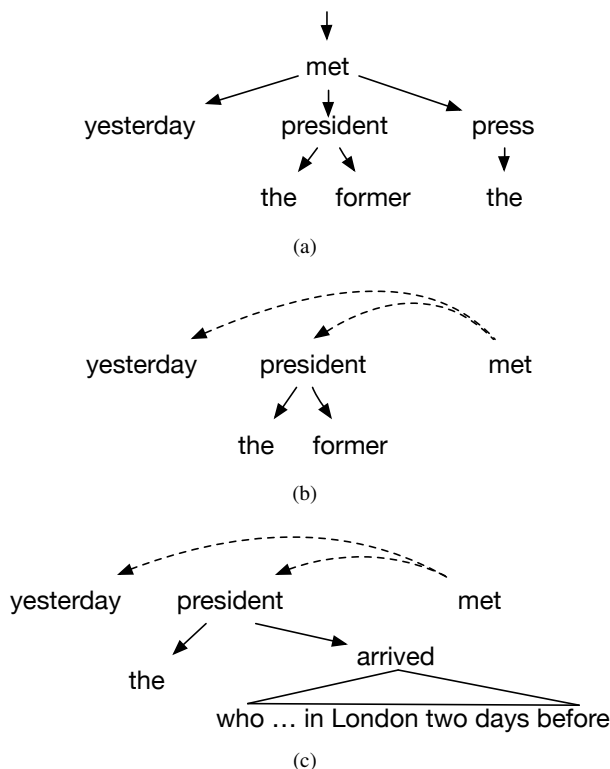 met
yesterday president press
the former the
(a)
yesterday president met
the former
(b)
yesterday president met
arrived
the
who ... in London two days before
(c)